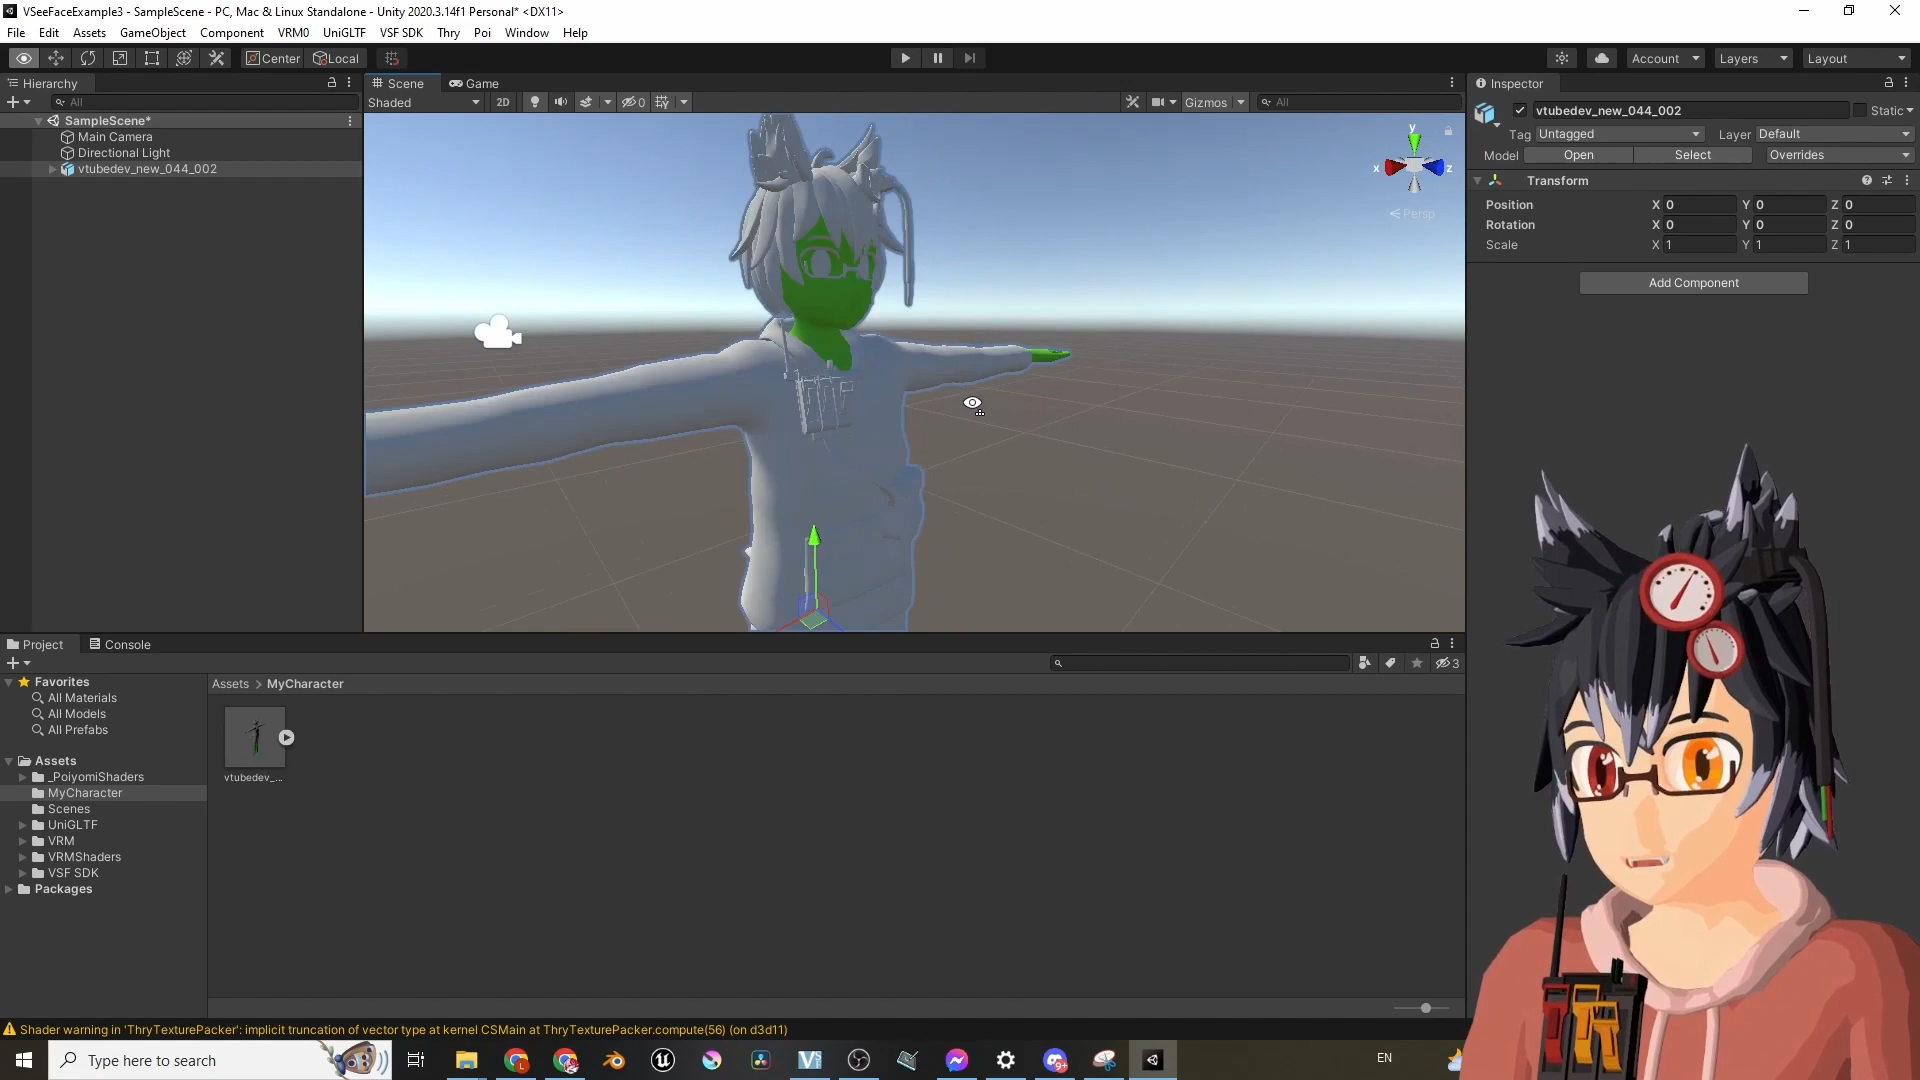 VSeeFaceExample3 - SampleScene - PC, Mac & Linux Standalone - Unity 2020.3.14f1 Personal* <DX11>
File Edit Assets GameObject Component VRM0 UniGLTF VSF SDK Thry Poi Window Help
Center Local Account Layers Layout
Hierarchy
All
SampleScene*
Main Camera
Directional Light
vtubedev_new_044_002
Scene Game
Shaded 2D 0 Gizmos All
y
x z
Persp
Inspector
vtubedev_new_044_002 Static
Tag Untagged Layer Default
Model Open Select Overrides
Transform
Position X 0 Y 0 Z 0
Rotation X 0 Y 0 Z 0
Scale X 1 Y 1 Z 1
Add Component
Project Console
3
Favorites
All Materials
All Models
All Prefabs
Assets
_PoiyomiShaders
MyCharacter
Scenes
UniGLTF
VRM
VRMShaders
VSF SDK
Packages
Assets > MyCharacter
vtubedev_...
Shader warning in 'ThryTexturePacker': implicit truncation of vector type at kernel CSMain at ThryTexturePacker.compute(56) (on d3d11)
Type here to search
EN